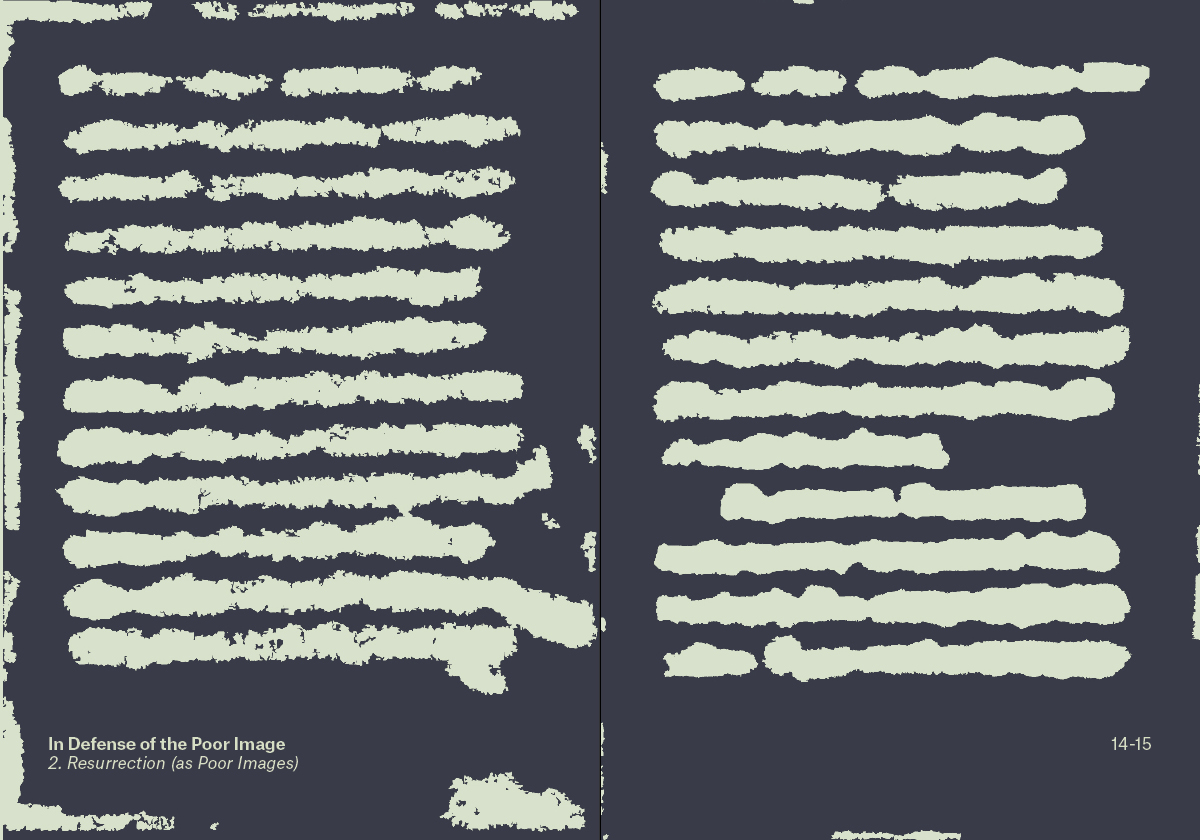 In Defense of the Poor Image
2. Resurrection (as Poor Images)
14-15